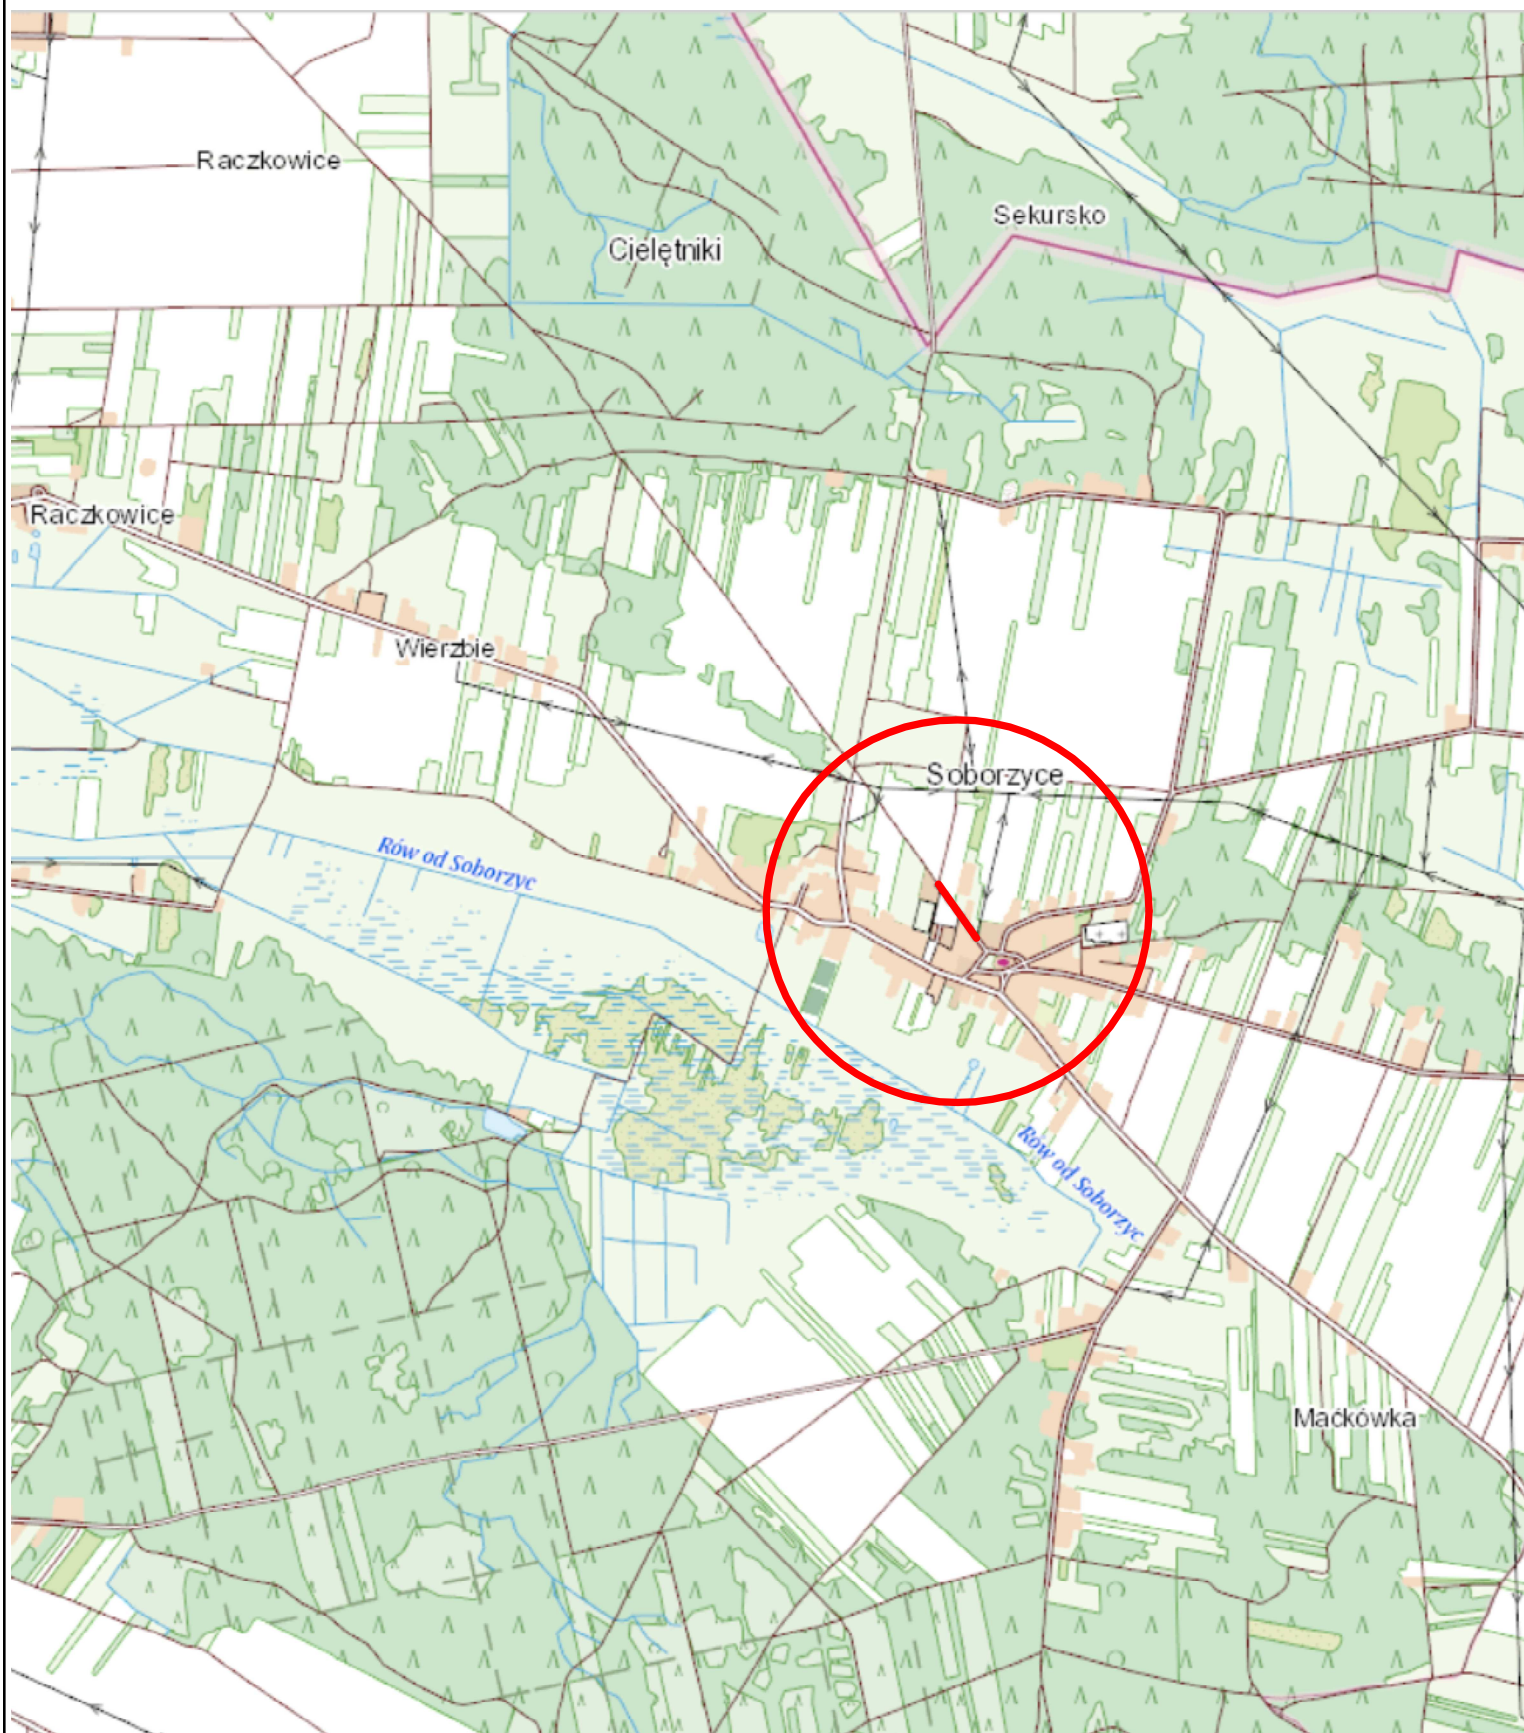 Raczkowice
Sekursko
Cielętniki
Raczkowice
Wierzbie
Soborzyce
Rów od Soborzyc
Rów od Soborzyc
Maćkówka